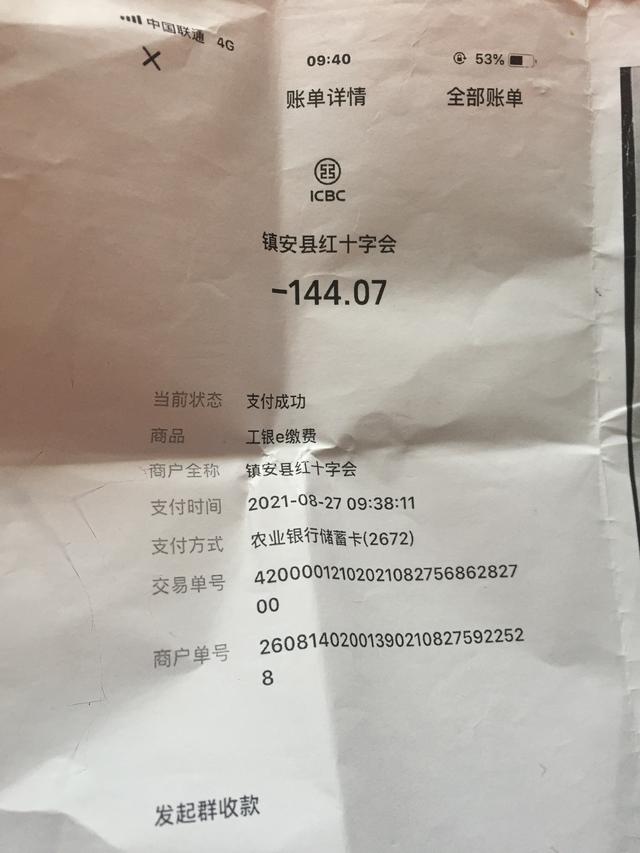 中国联通 4G
09:40
53%
账单详情
全部账单
ICBC
镇安县红十字会
-144.07
当前状态 支付成功
商品 工银e缴费
商户全称 镇安县红十字会
支付时间 2021-08-27 09:38:11
支付方式 农业银行储蓄卡(2672)
交易单号 42000012102021082756862827
00
商户单号 26081402001390210827592252
8
发起群收款